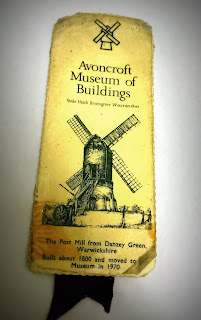 Avoncroft
Museum of
Buildings
Stoke Heath Bromsgrove Worcestershire
The Post Mill from Danzey Green,
Warwickshire
Built about 1800 and moved to
Museum in 1970